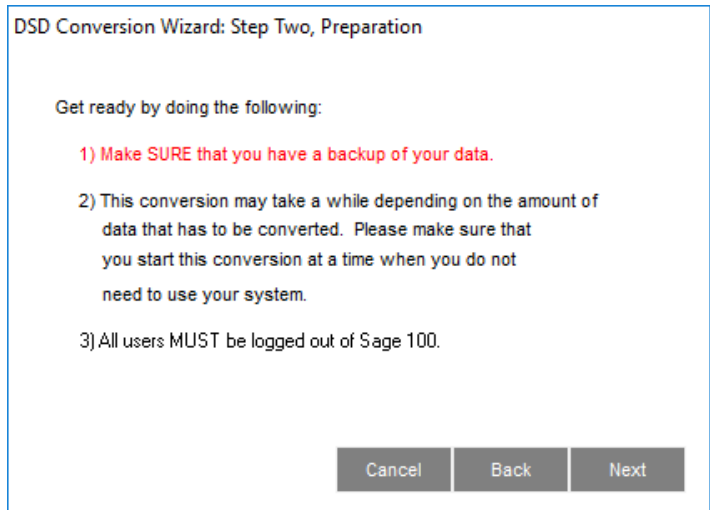 DSD Conversion Wizard: Step Two, Preparation
Get ready by doing the following:
1) Make SURE that you have a backup of your data.
2) This conversion may take a while depending on the amount of
data that has to be converted. Please make sure that
you start this conversion at a time when you do not
need to use your system.
3) All users MUST be logged out of Sage 100.
Cancel Back Next